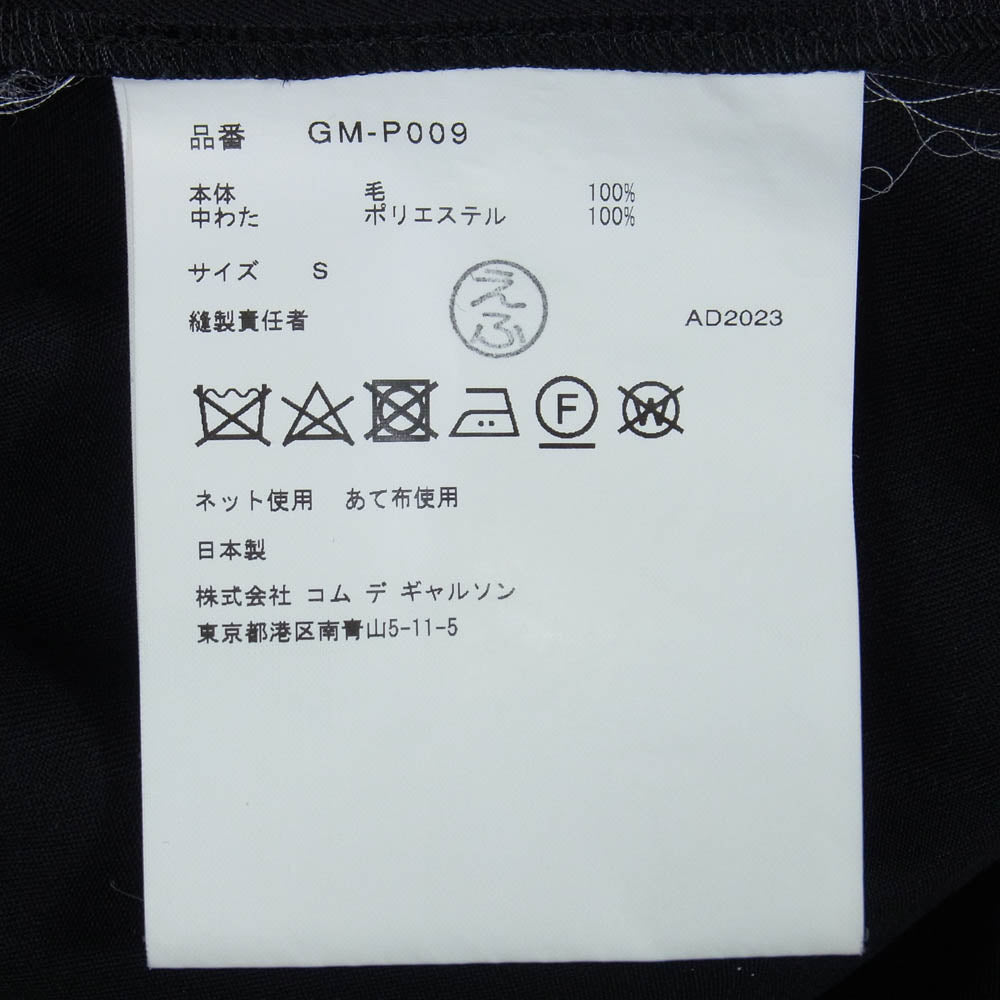 品番 GM-P009
本体 毛 100%
中わた ポリエステル 100%
サイズ S
えふ
縫製責任者 AD2023
F W
ネット使用 あて布使用
日本製
株式会社 コム デ ギャルソン
東京都港区南青山5-11-5